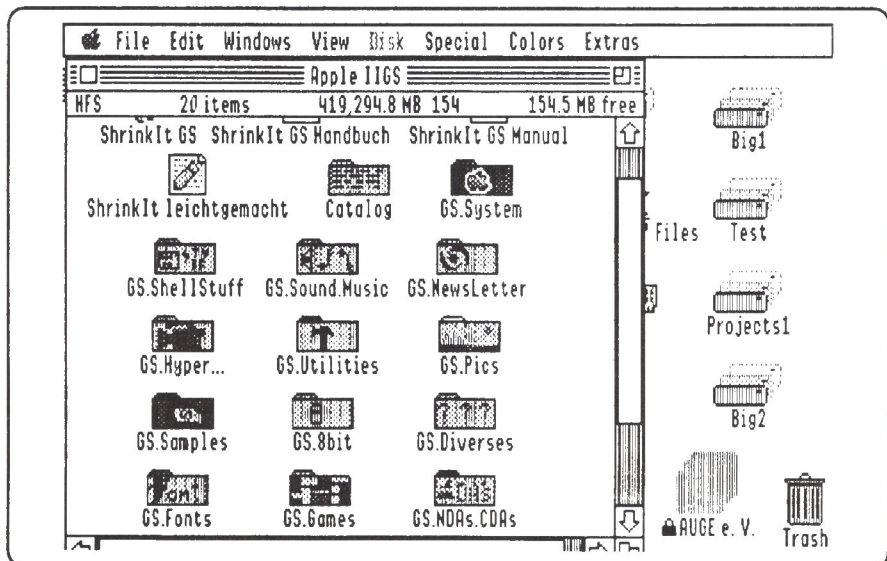 File Edit Windows View Disk Special Colors Extras
Apple IIGS
HFS 20 items 419,294.8 MB 154 154.5 MB free
ShrinkIt GS ShrinkIt GS Handbuch ShrinkIt GS Manual
Big1
ShrinkIt leichtgemacht Catalog GS.System
Files Test
GS.ShellStuff GS.Sound.Music GS.NewsLetter
Projects1
GS.Hyper... GS.Utilities GS.Pics
Big2
GS.Samples GS.8bit GS.Diverses
GS.Fonts GS.Games GS.NDAs.CDAs
AUGE e. V. Trash